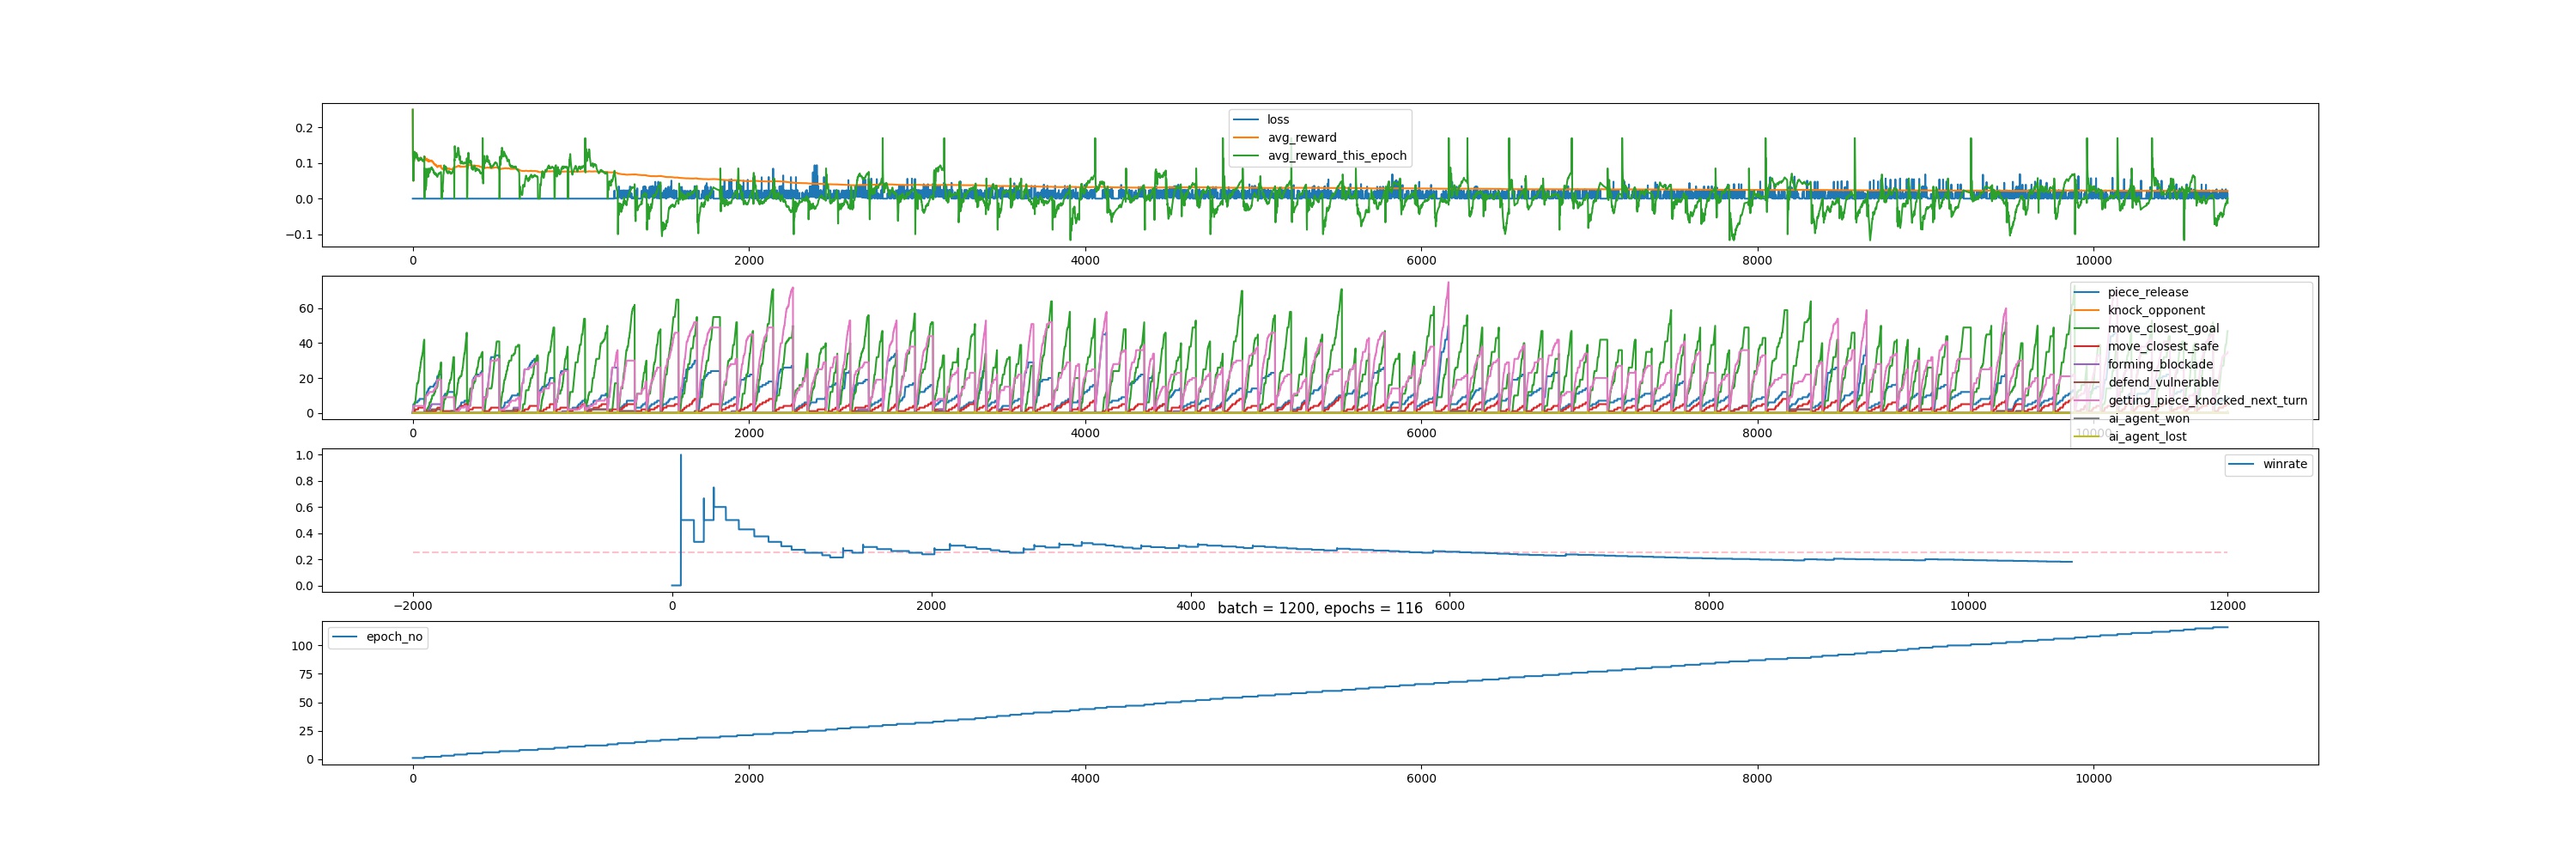 0.2
0.1
0.0
−0.1
loss
avg_reward
avg_reward_this_epoch
0 2000 4000 6000 8000 10000
60
40
20
0
piece_release
knock_opponent
move_closest_goal
move_closest_safe
forming_blockade
defend_vulnerable
getting_piece_knocked_next_turn
ai_agent_won
ai_agent_lost
0 2000 4000 6000 8000 10000
1.0
0.8
0.6
0.4
0.2
0.0
winrate
−2000 0 2000 4000 6000 8000 10000 12000
batch = 1200, epochs = 116
100
75
50
25
0
epoch_no
0 2000 4000 6000 8000 10000